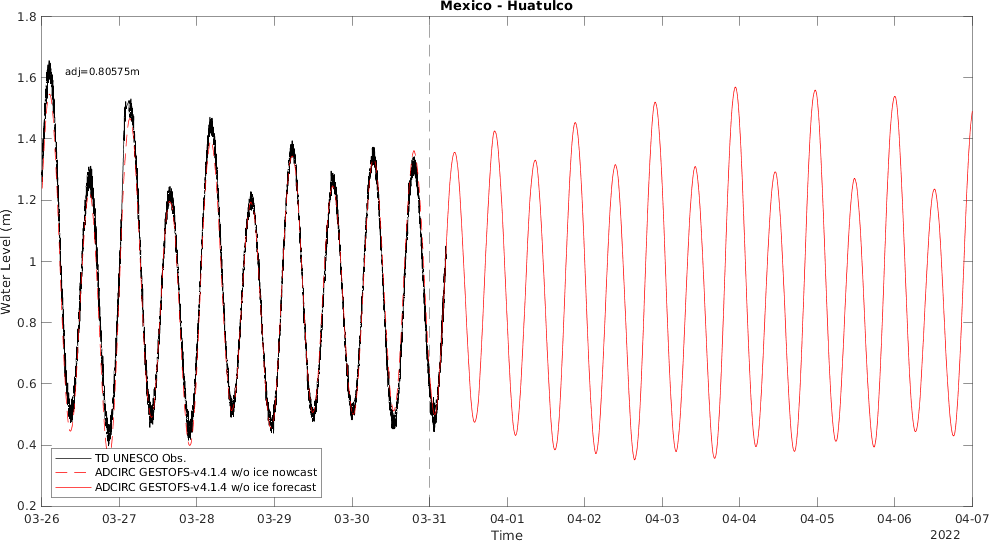 Mexico - Huatulco
1.8
1.6
1.4
1.2
1
0.8
0.6
0.4
0.2
Water Level (m)
adj=0.80575m
TD UNESCO Obs.
ADCIRC GESTOFS-v4.1.4 w/o ice nowcast
ADCIRC GESTOFS-v4.1.4 w/o ice forecast
03-26 03-27 03-28 03-29 03-30 03-31 04-01 04-02 04-03 04-04 04-05 04-06 04-07
Time
2022